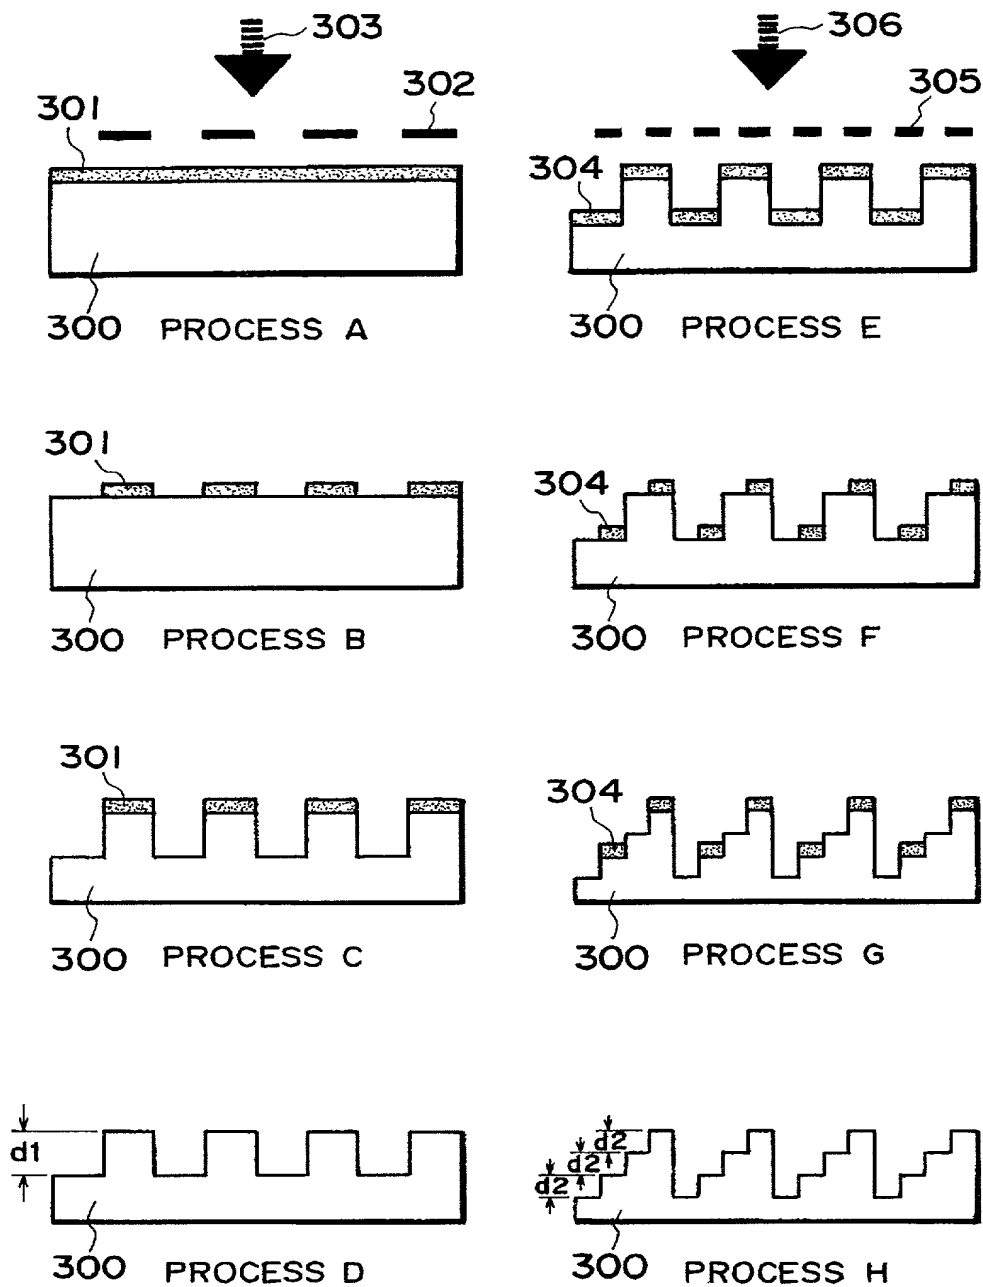 303
302
301
300 PROCESS A
301
300 PROCESS B
301
300 PROCESS C
d1
300 PROCESS D
306
305
304
300 PROCESS E
304
300 PROCESS F
304
300 PROCESS G
d2
d2
d2
300 PROCESS H